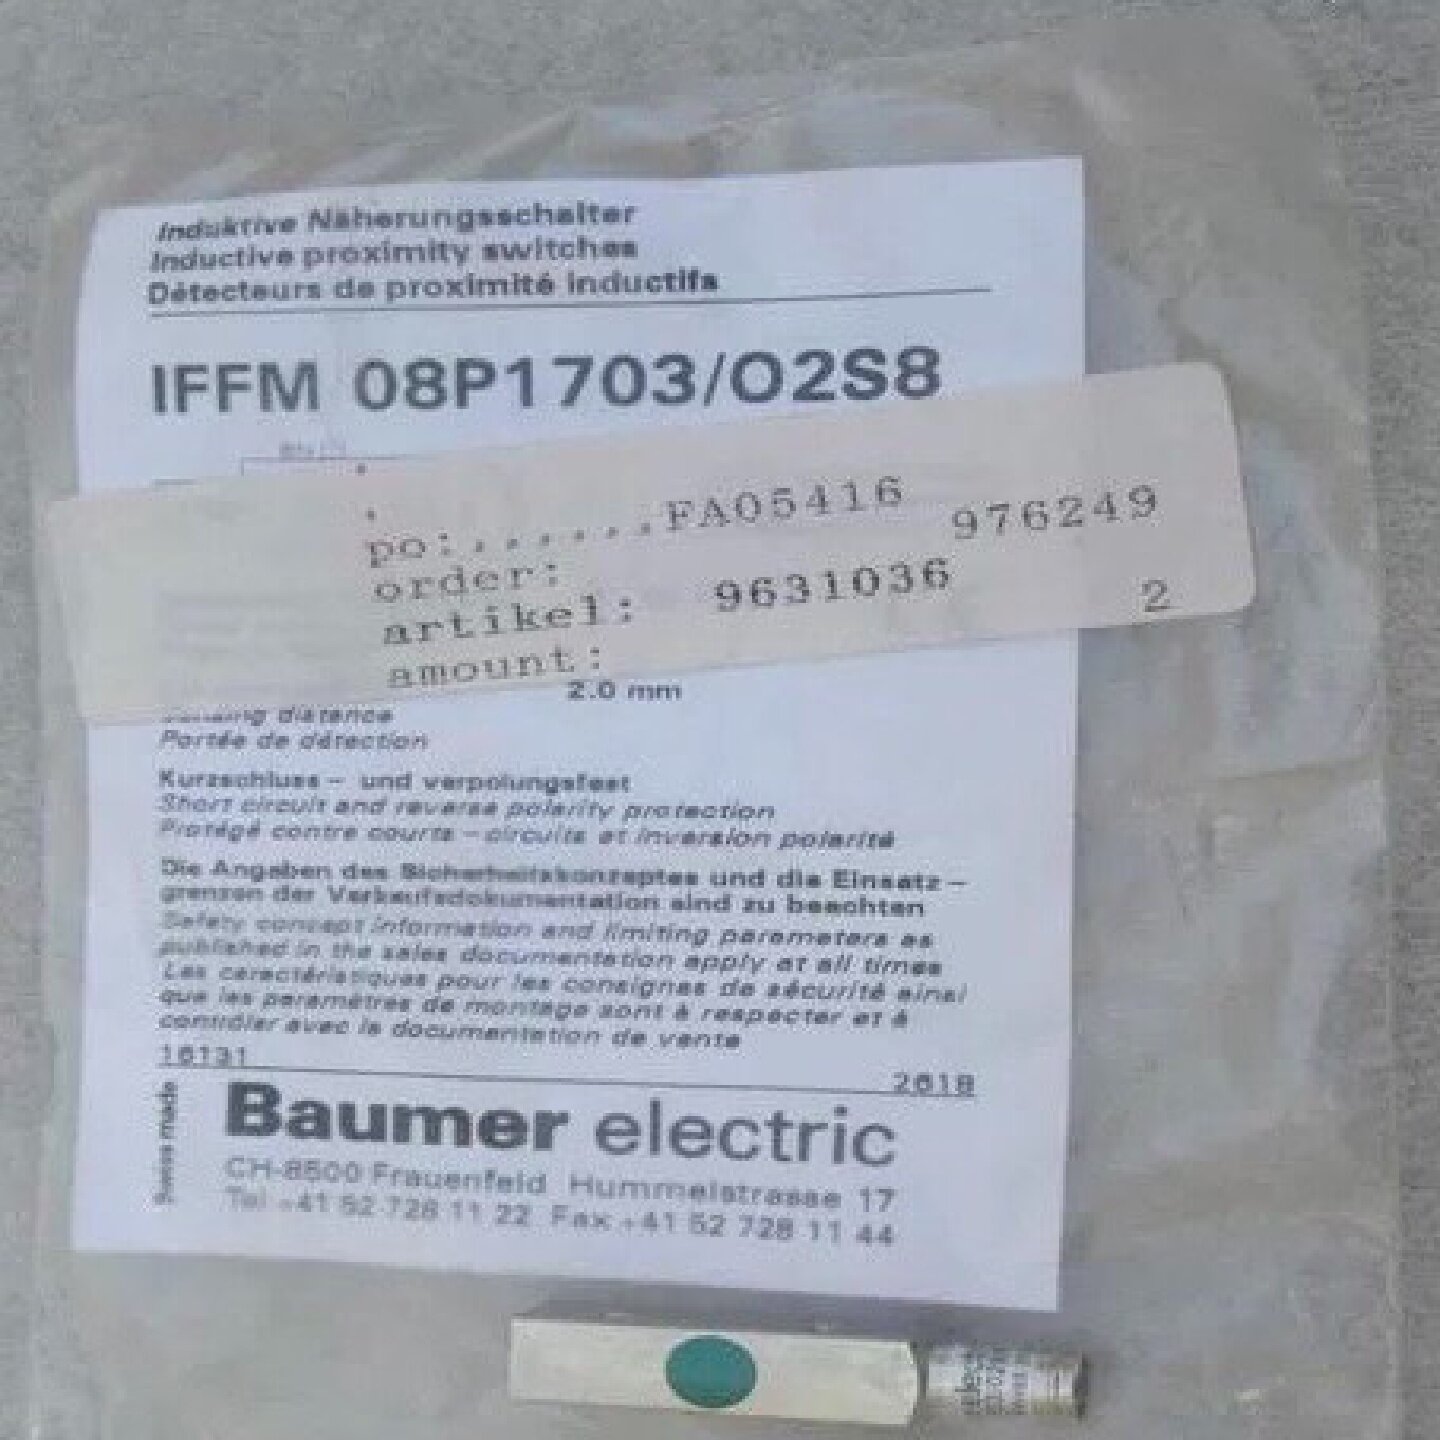 Induktive Näherungsschalter
Inductive proximity switches
Détecteurs de proximité inductifs
IFFM 08P1703/O2S8
po:......FA05416
order: 976249
artikel: 9631036
amount: 2
2.0 mm
Sensing distance
Portée de détection
Kurzschluss- und verpolungsfest
Short circuit and reverse polarity protection
Protégé contre courts-circuits et inversion polarité
Die Angaben des Sicherheitskonzeptes und die Einsatz-
grenzen der Verkaufsdokumentation sind zu beachten
Safety concept information and limiting parameters as
published in the sales documentation apply at all times
Les caractéristiques pour les consignes de sécurité ainsi
que les paramètres de montage sont à respecter et à
contrôler avec la documentation de vente
16131
2618
Swiss made
Baumer electric
CH-8500 Frauenfeld Hummelstrasse 17
Tel +41 52 728 11 22 Fax +41 52 728 11 44